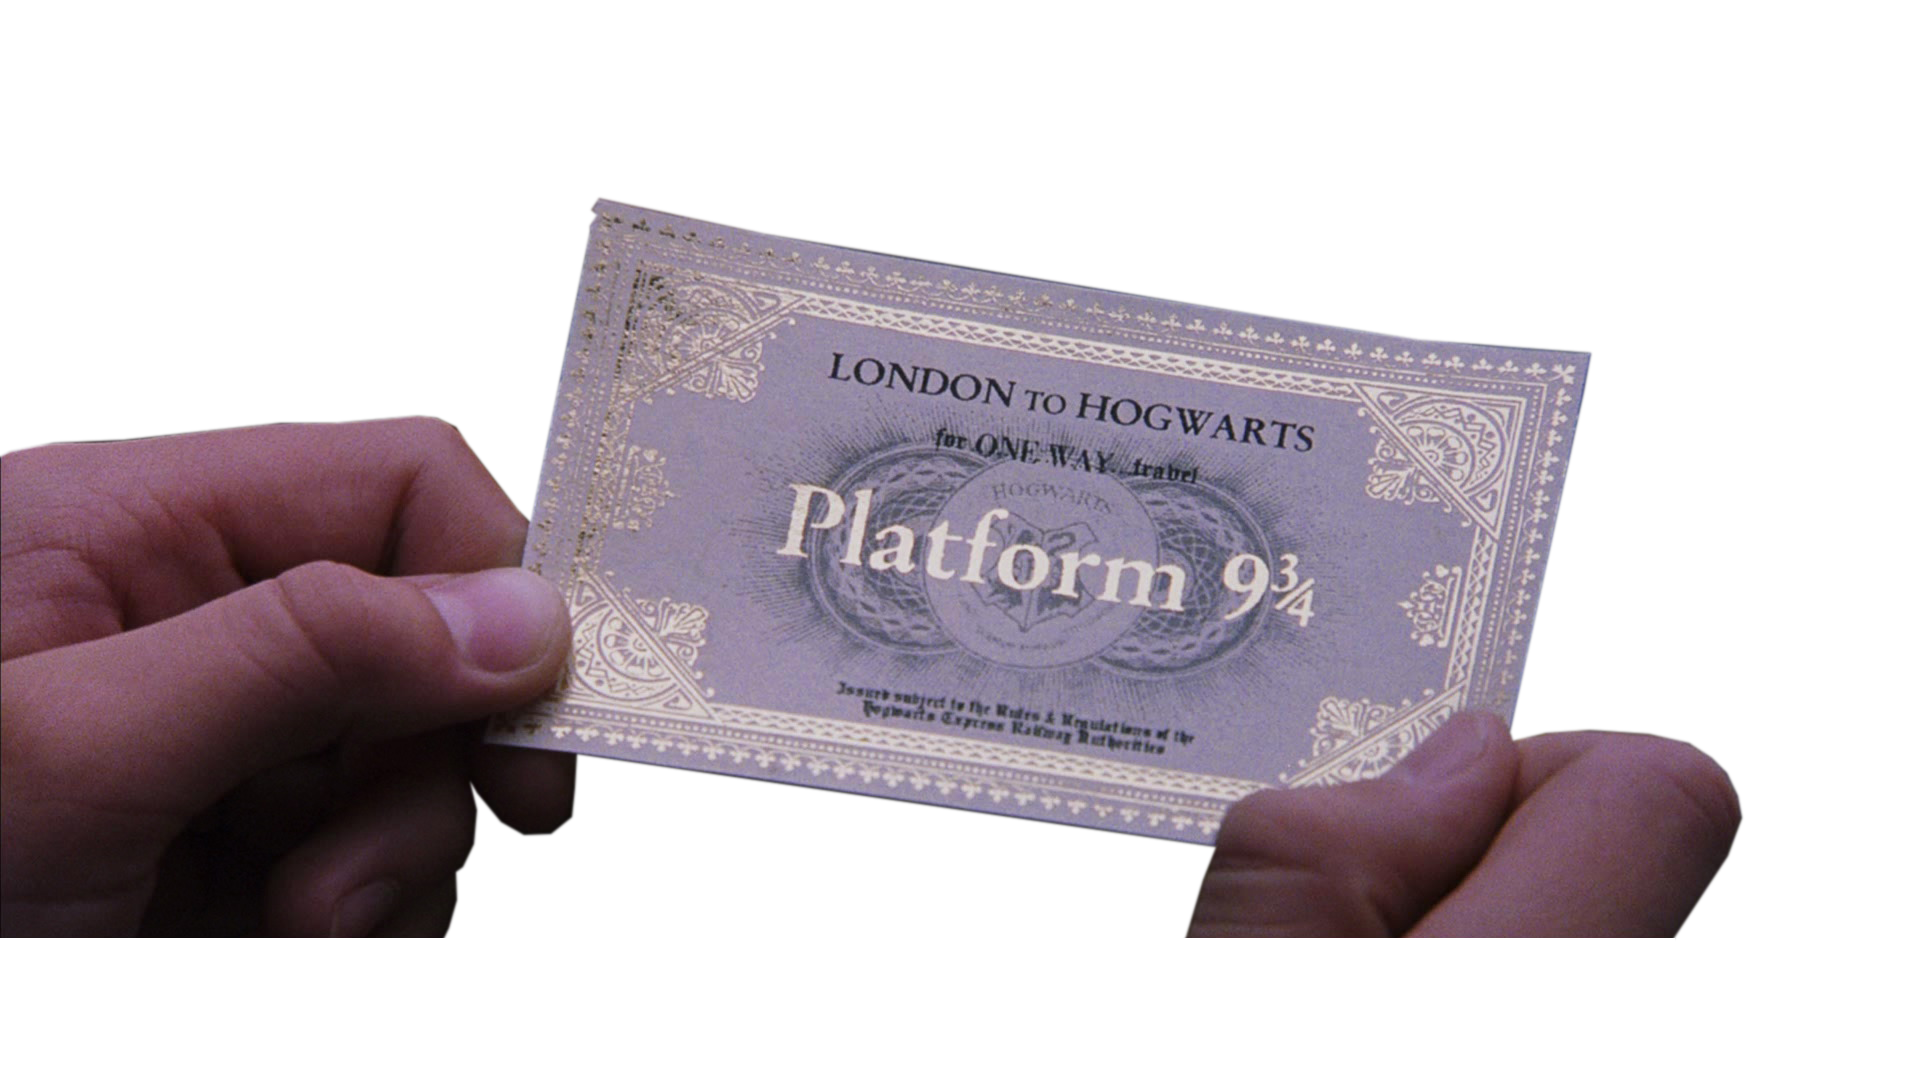 LONDON TO HOGWARTS
for ONE WAY travel
HOGWARTS
Platform 9¾
Issued subject to the Rules & Regulations of the
Hogwarts Express Railway Authorities